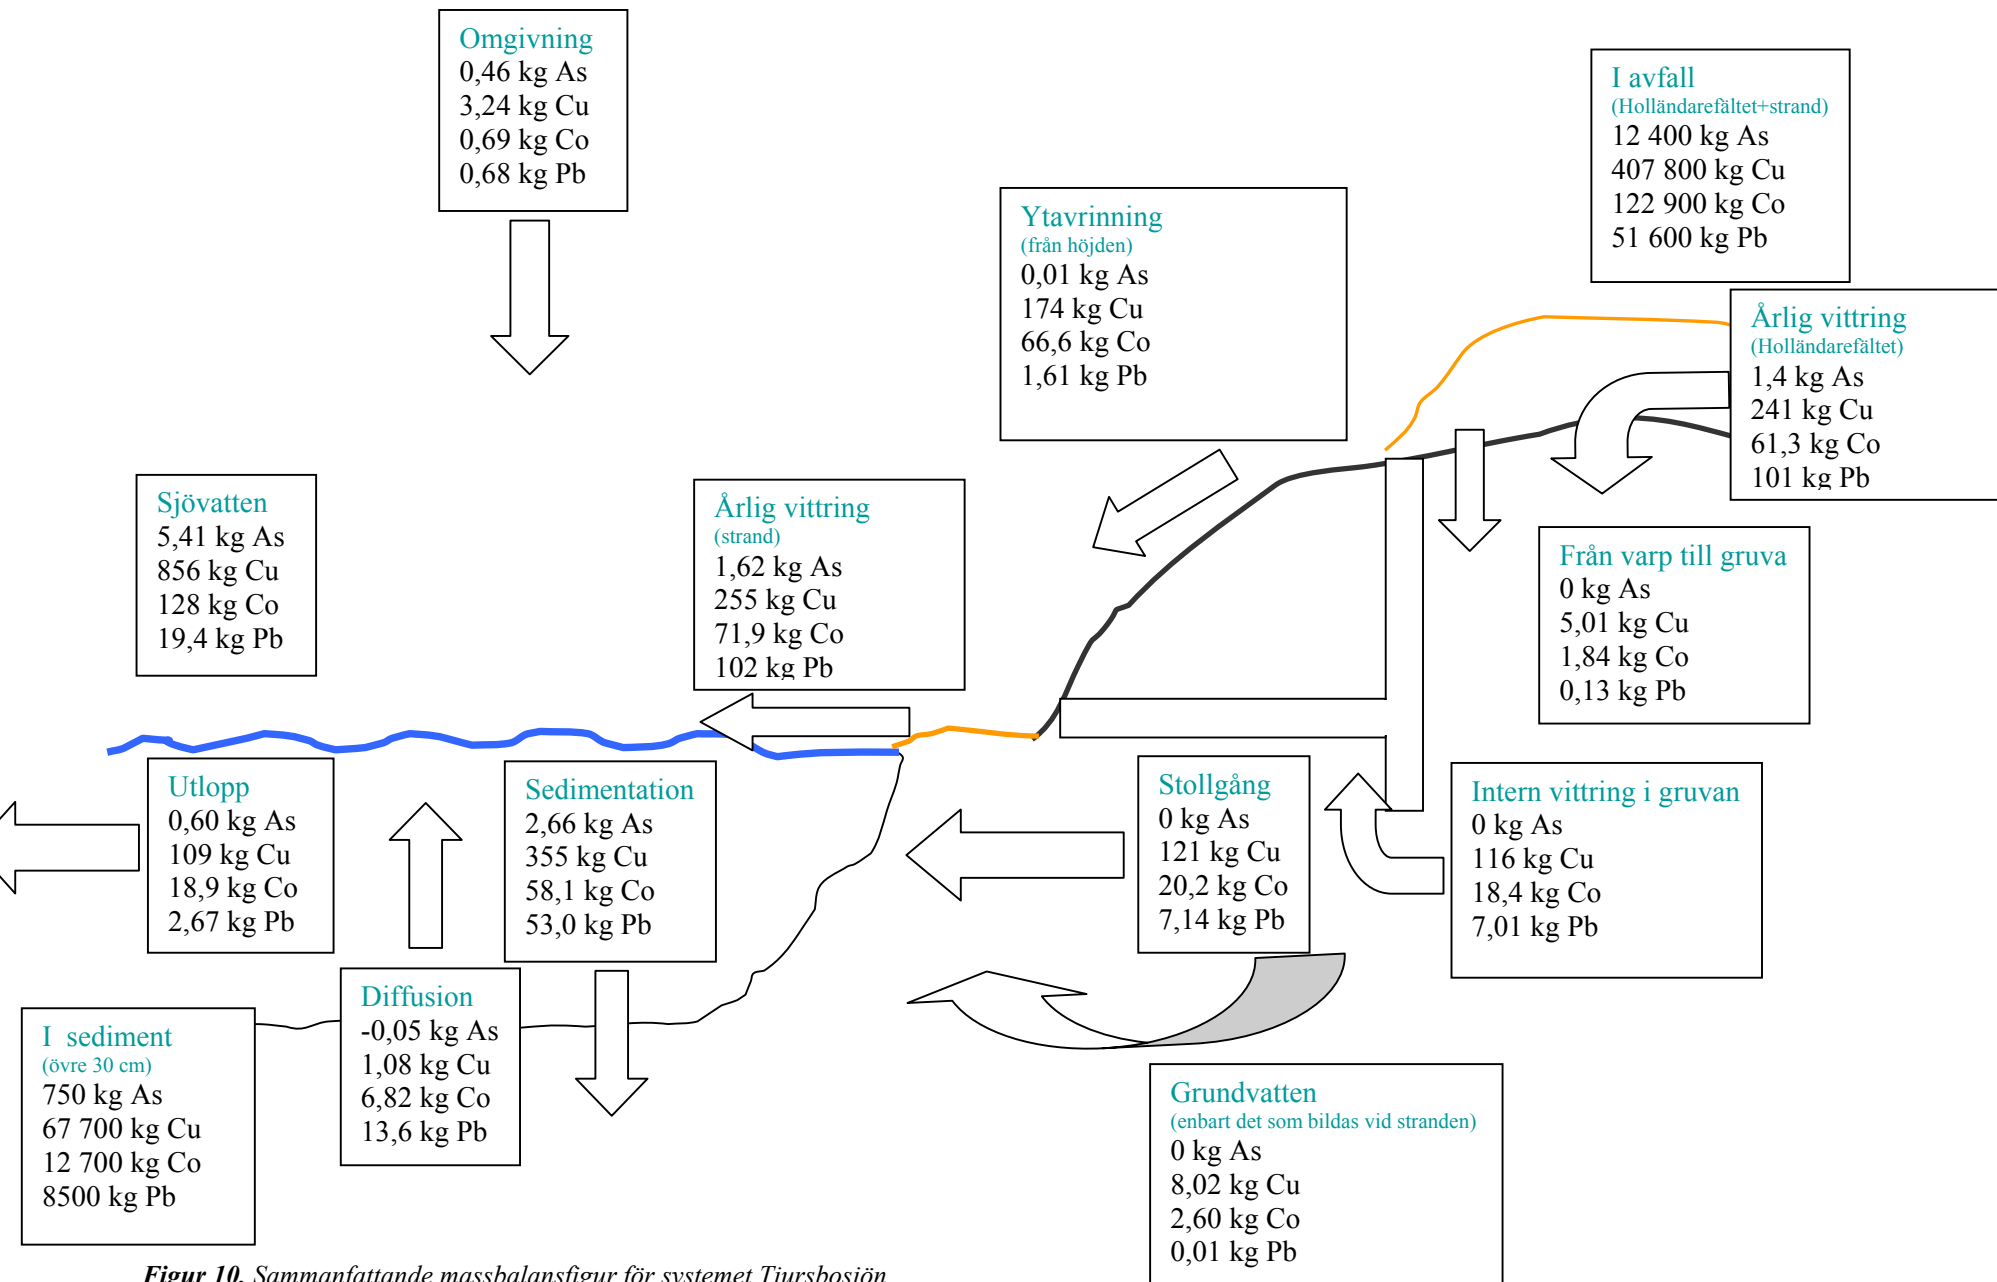 Omgivning
0,46 kg As
3,24 kg Cu
0,69 kg Co
0,68 kg Pb
I avfall
(Holländarefältet+strand)
12 400 kg As
407 800 kg Cu
122 900 kg Co
51 600 kg Pb
Ytavrinning
(från höjden)
0,01 kg As
174 kg Cu
66,6 kg Co
1,61 kg Pb
Årlig vittring
(Holländarefältet)
1,4 kg As
241 kg Cu
61,3 kg Co
101 kg Pb
Sjövatten
5,41 kg As
856 kg Cu
128 kg Co
19,4 kg Pb
Årlig vittring
(strand)
1,62 kg As
255 kg Cu
71,9 kg Co
102 kg Pb
Från varp till gruva
0 kg As
5,01 kg Cu
1,84 kg Co
0,13 kg Pb
Utlopp
0,60 kg As
109 kg Cu
18,9 kg Co
2,67 kg Pb
Sedimentation
2,66 kg As
355 kg Cu
58,1 kg Co
53,0 kg Pb
Stollgång
0 kg As
121 kg Cu
20,2 kg Co
7,14 kg Pb
Intern vittring i gruvan
0 kg As
116 kg Cu
18,4 kg Co
7,01 kg Pb
I sediment
(övre 30 cm)
750 kg As
67 700 kg Cu
12 700 kg Co
8500 kg Pb
Diffusion
-0,05 kg As
1,08 kg Cu
6,82 kg Co
13,6 kg Pb
Grundvatten
(enbart det som bildas vid stranden)
0 kg As
8,02 kg Cu
2,60 kg Co
0,01 kg Pb
Figur 10. Sammanfattande massbalansfigur för systemet Tjursbosjön